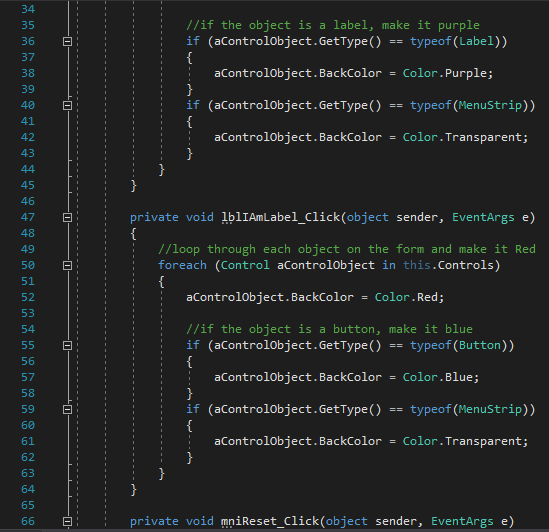 34
35 //if the object is a label, make it purple
36 if (aControlObject.GetType() == typeof(Label))
37 {
38 aControlObject.BackColor = Color.Purple;
39 }
40 if (aControlObject.GetType() == typeof(MenuStrip))
41 {
42 aControlObject.BackColor = Color.Transparent;
43 }
44 }
45 }
46
47 private void lblIAmLabel_Click(object sender, EventArgs e)
48 {
49 //loop through each object on the form and make it Red
50 foreach (Control aControlObject in this.Controls)
51 {
52 aControlObject.BackColor = Color.Red;
53
54 //if the object is a button, make it blue
55 if (aControlObject.GetType() == typeof(Button))
56 {
57 aControlObject.BackColor = Color.Blue;
58 }
59 if (aControlObject.GetType() == typeof(MenuStrip))
60 {
61 aControlObject.BackColor = Color.Transparent;
62 }
63 }
64 }
65
66 private void mniReset_Click(object sender, EventArgs e)